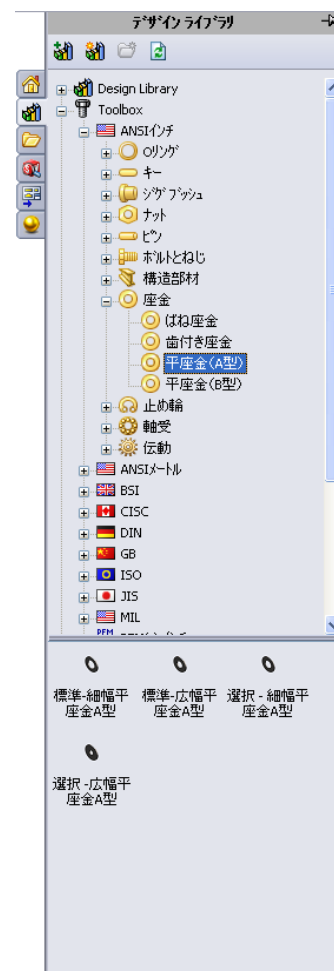 デザイン ライブラリ
Design Library
Toolbox
ANSIインチ
Oリング
キー
ジグ ブッシュ
ナット
ピン
ボルトとねじ
構造部材
座金
ばね座金
歯付き座金
平座金(A型)
平座金(B型)
止め輪
軸受
伝動
ANSIメートル
BSI
CISC
DIN
GB
ISO
JIS
MIL
標準-細幅平
座金A型
標準-広幅平
座金A型
選択 - 細幅平
座金A型
選択 -広幅平
座金A型